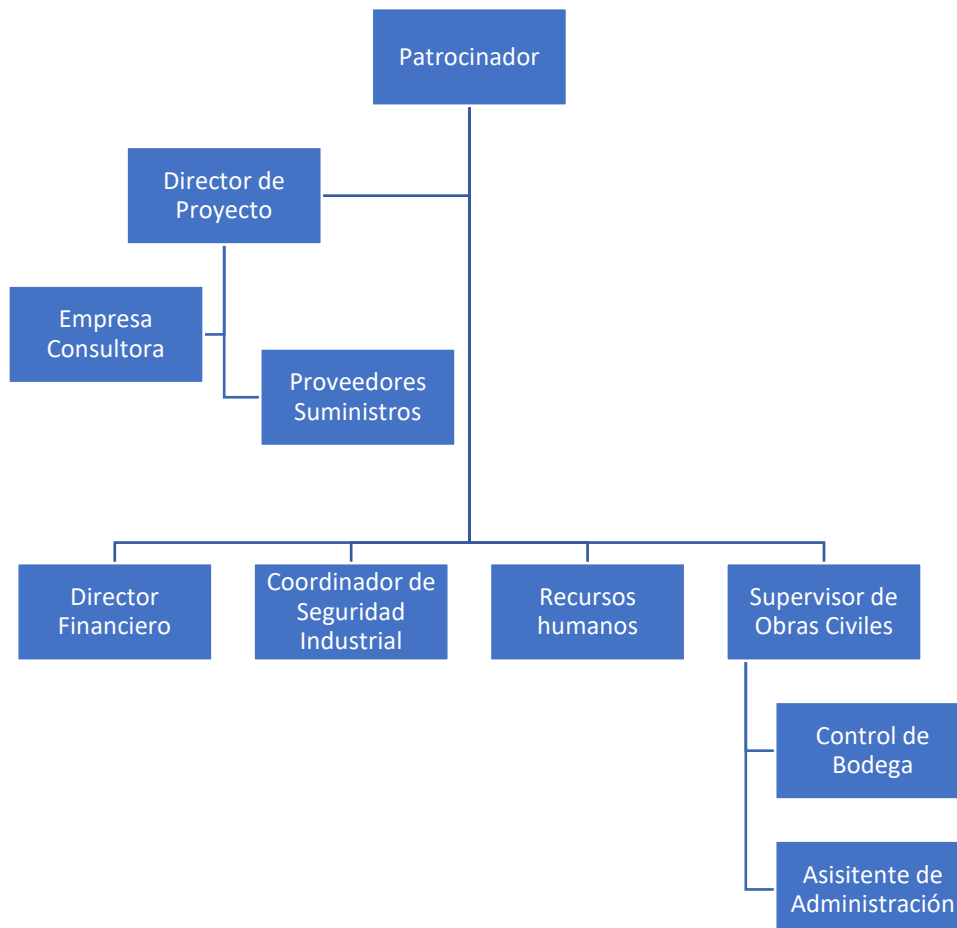 Patrocinador
Director de
Proyecto
Empresa
Consultora
Proveedores
Suministros
Director
Financiero
Coordinador de
Seguridad
Industrial
Recursos
humanos
Supervisor de
Obras Civiles
Control de
Bodega
Asisitente de
Administración